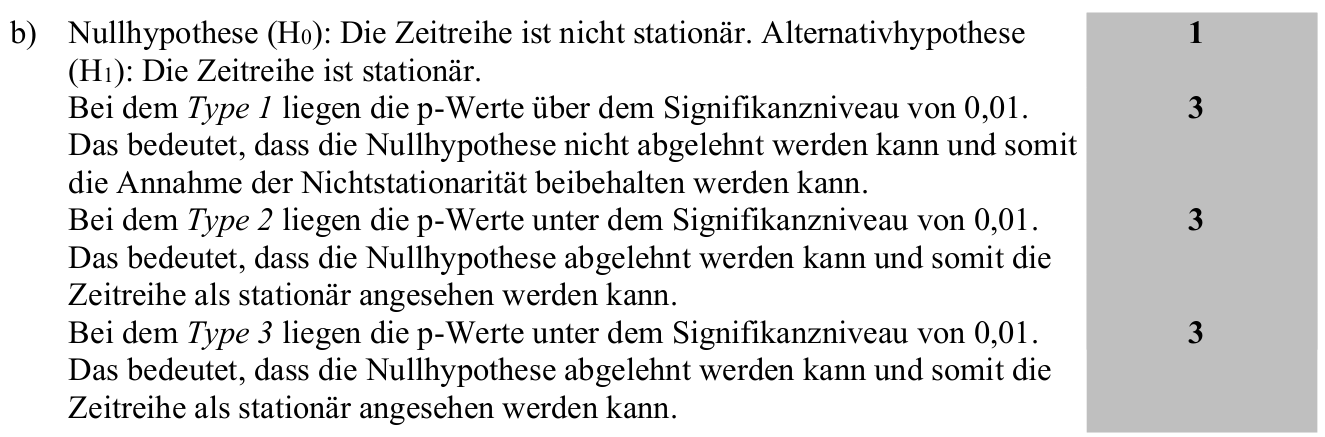 b) Nullhypothese (H0): Die Zeitreihe ist nicht stationär. Alternativhypothese 1
(H1): Die Zeitreihe ist stationär.
Bei dem Type 1 liegen die p-Werte über dem Signifikanzniveau von 0,01. 3
Das bedeutet, dass die Nullhypothese nicht abgelehnt werden kann und somit
die Annahme der Nichtstationarität beibehalten werden kann.
Bei dem Type 2 liegen die p-Werte unter dem Signifikanzniveau von 0,01. 3
Das bedeutet, dass die Nullhypothese abgelehnt werden kann und somit die
Zeitreihe als stationär angesehen werden kann.
Bei dem Type 3 liegen die p-Werte unter dem Signifikanzniveau von 0,01. 3
Das bedeutet, dass die Nullhypothese abgelehnt werden kann und somit die
Zeitreihe als stationär angesehen werden kann.